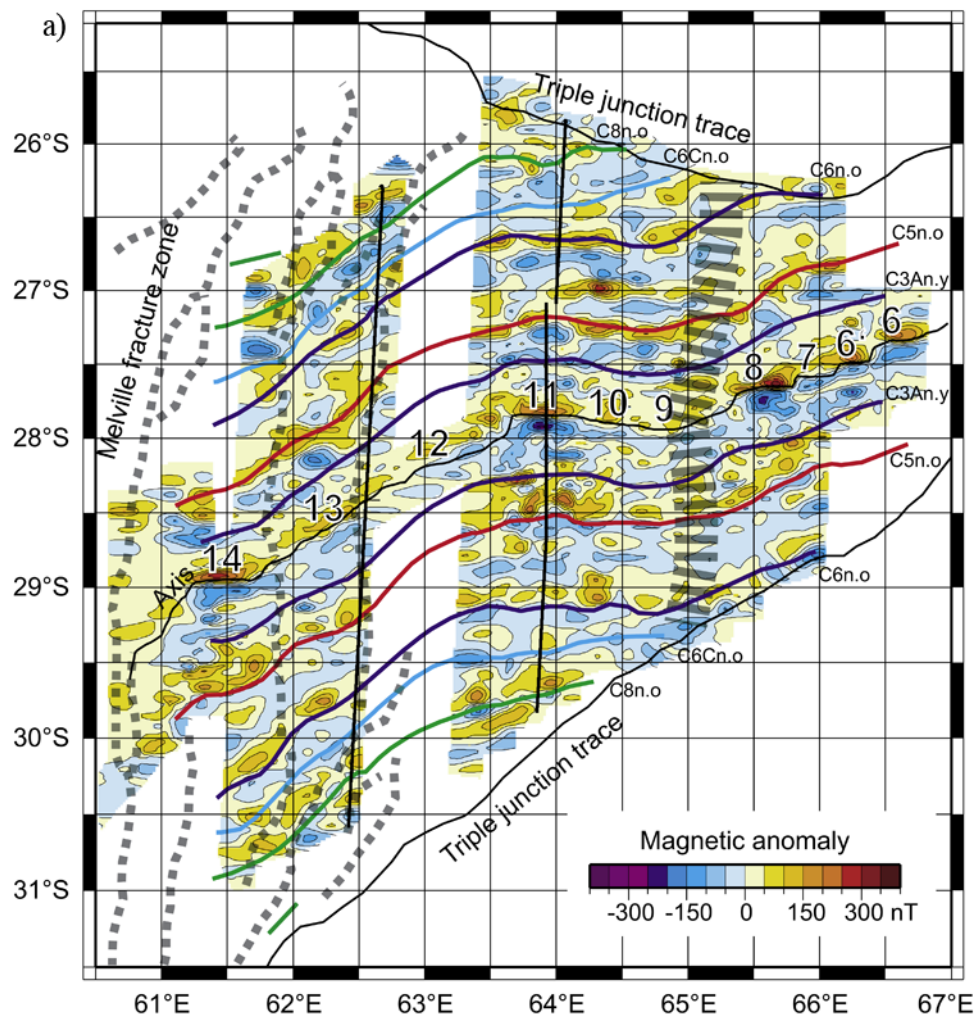 a)
Triple junction trace
C8n.o
C6Cn.o
C6n.o
C5n.o
C3An.y
26°S
27°S
28°S
29°S
30°S
31°S
Melville fracture zone
6
6'
7
8
9
10
11
12
13
14
Axis
C3An.y
C5n.o
C6n.o
C6Cn.o
C8n.o
Triple junction trace
Magnetic anomaly
-300 -150 0 150 300 nT
61°E 62°E 63°E 64°E 65°E 66°E 67°E